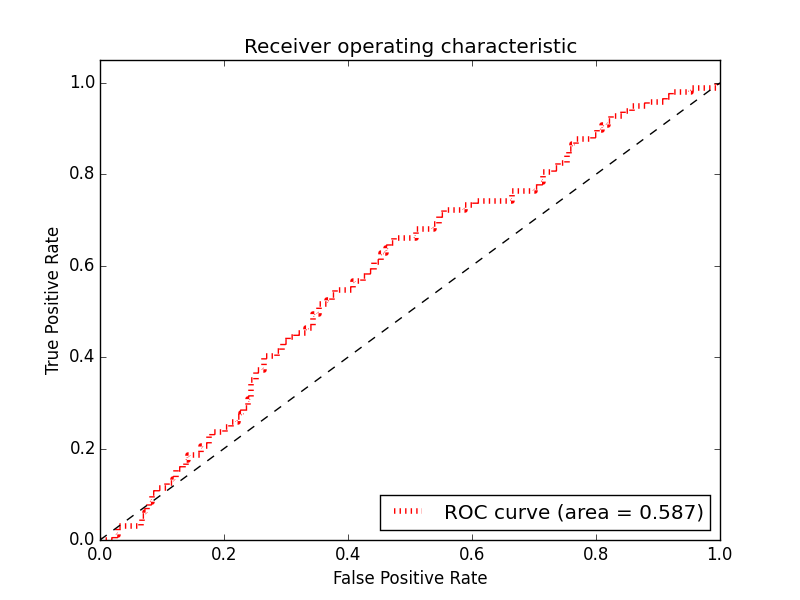 Receiver operating characteristic
1.0
0.8
0.6
0.4
0.2
0.0
True Positive Rate
ROC curve (area = 0.587)
0.0 0.2 0.4 0.6 0.8 1.0
False Positive Rate